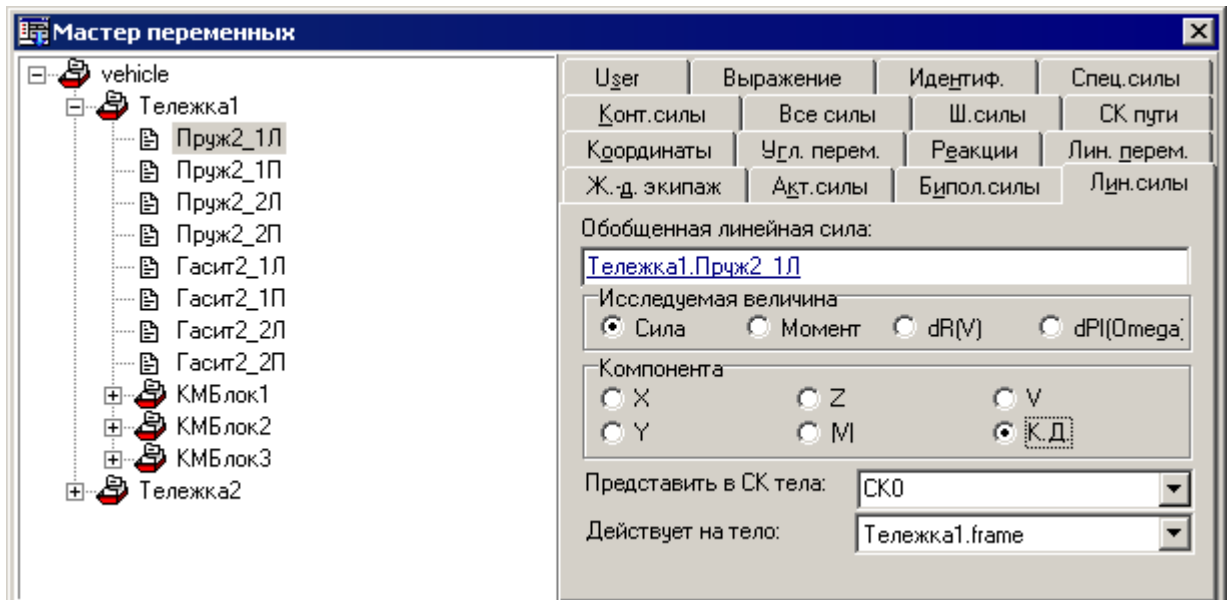 Мастер переменных
vehicle
Тележка1
Пруж2_1Л
Пруж2_1П
Пруж2_2Л
Пруж2_2П
Гасит2_1Л
Гасит2_1П
Гасит2_2Л
Гасит2_2П
КМБлок1
КМБлок2
КМБлок3
Тележка2
User Выражение Идентиф. Спец.силы
Конт.силы Все силы Ш.силы СК пути
Координаты Угл. перем. Реакции Лин. перем.
Ж.-д. экипаж Акт.силы Бипол.силы Лин.силы
Обобщенная линейная сила:
Тележка1.Пруж2_1Л
Исследуемая величина
Сила Момент dR(V) dPI(Omega)
Компонента
X Z V
Y |V| К.Д.
Представить в СК тела: СК0
Действует на тело: Тележка1.frame